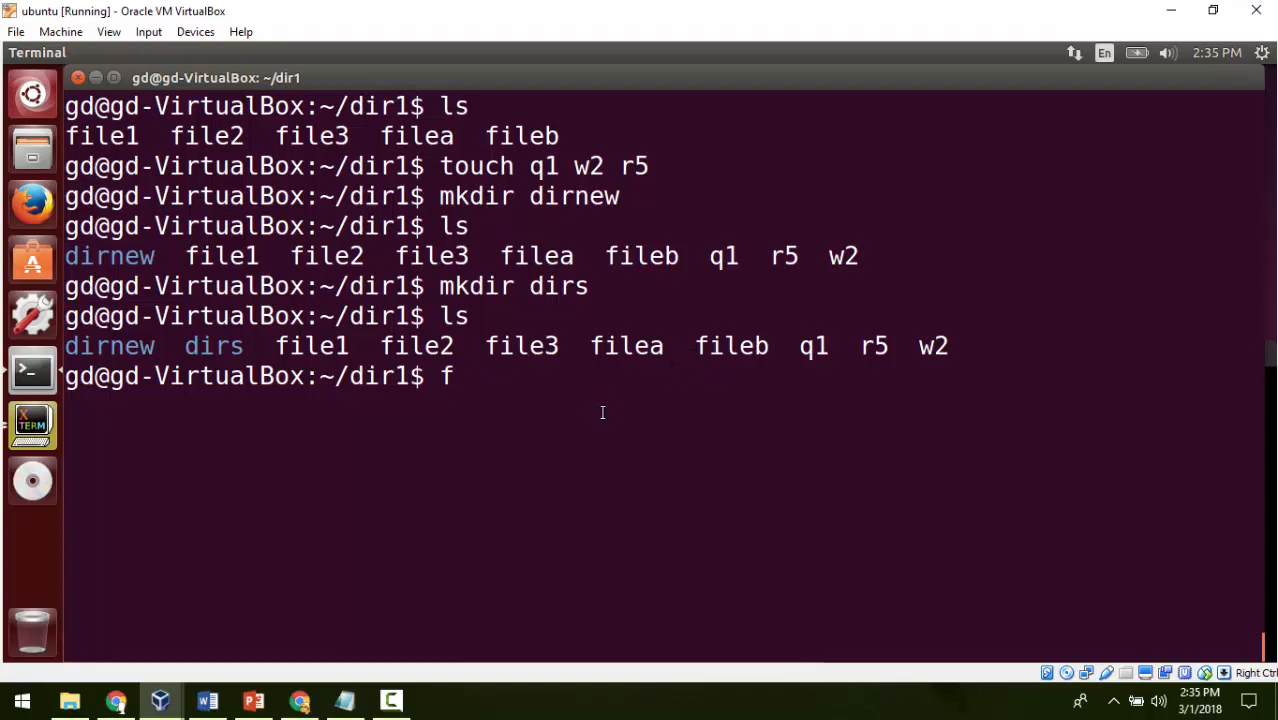 ubuntu [Running] - Oracle VM VirtualBox
File Machine View Input Devices Help
Terminal En 2:35 PM
gd@gd-VirtualBox: ~/dir1
gd@gd-VirtualBox:~/dir1$ ls
file1 file2 file3 filea fileb
gd@gd-VirtualBox:~/dir1$ touch q1 w2 r5
gd@gd-VirtualBox:~/dir1$ mkdir dirnew
gd@gd-VirtualBox:~/dir1$ ls
dirnew file1 file2 file3 filea fileb q1 r5 w2
gd@gd-VirtualBox:~/dir1$ mkdir dirs
gd@gd-VirtualBox:~/dir1$ ls
dirnew dirs file1 file2 file3 filea fileb q1 r5 w2
gd@gd-VirtualBox:~/dir1$ f
X TERM
Right Ctrl
2:35 PM
3/1/2018